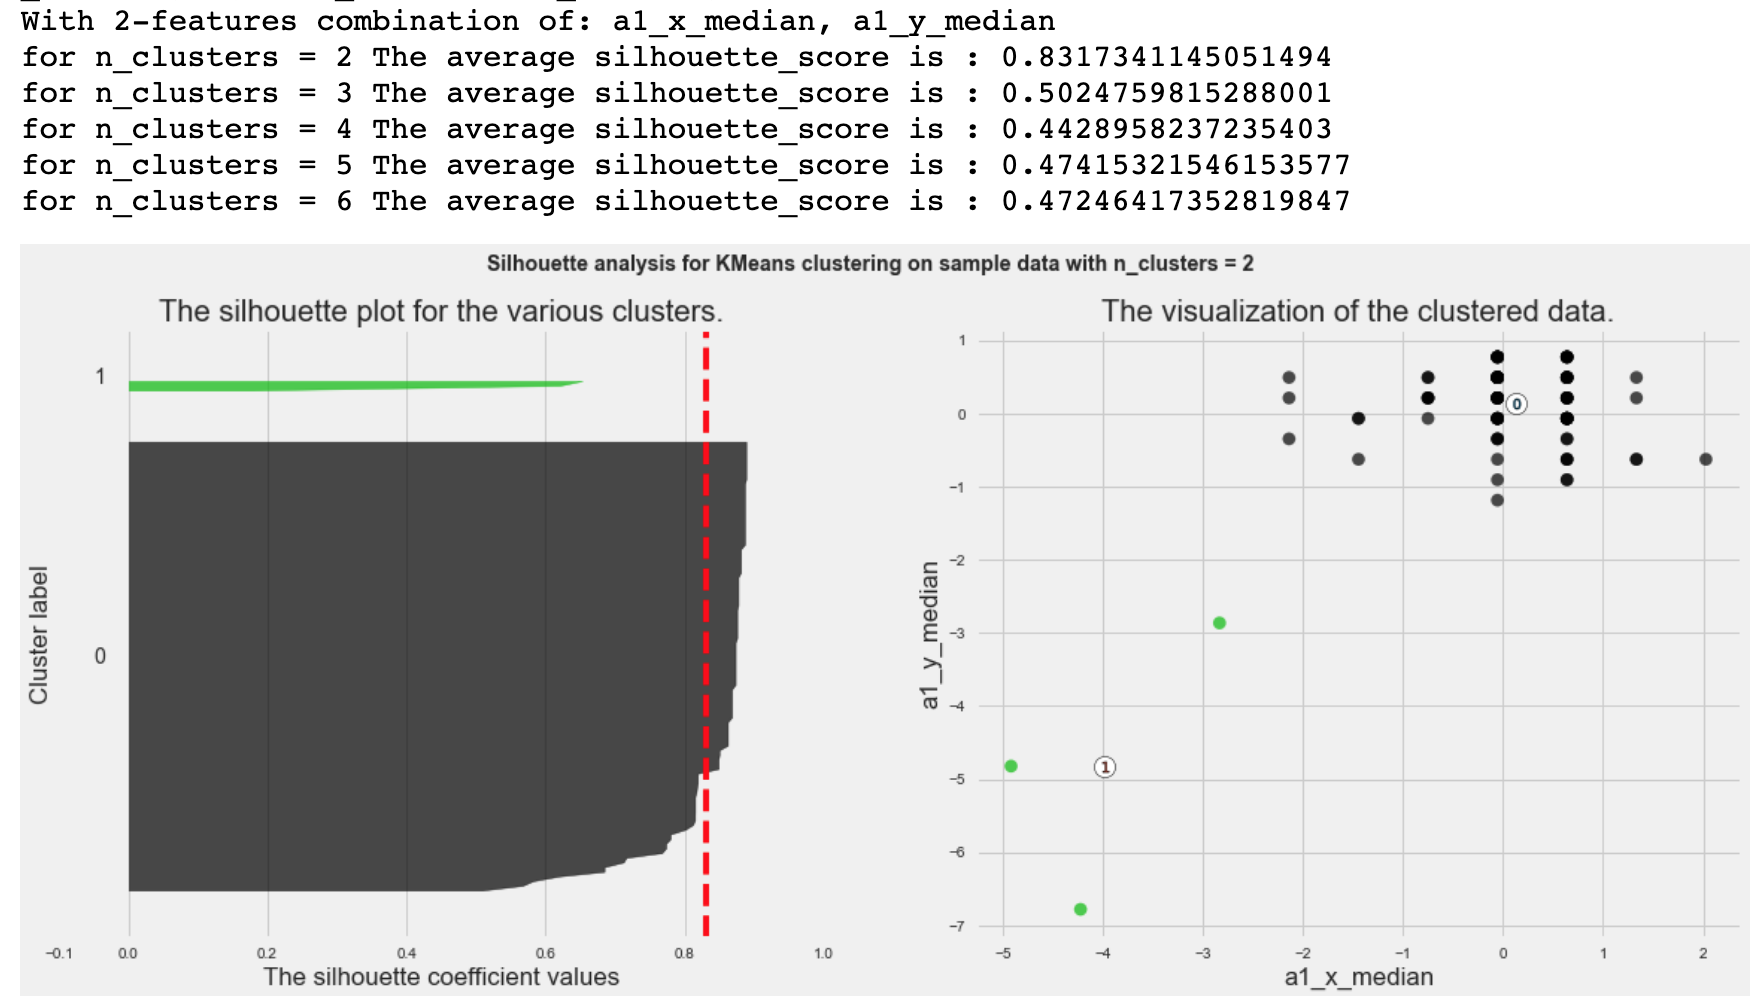 With 2-features combination of: a1_x_median, a1_y_median
for n_clusters = 2 The average silhouette_score is : 0.8317341145051494
for n_clusters = 3 The average silhouette_score is : 0.5024759815288001
for n_clusters = 4 The average silhouette_score is : 0.4428958237235403
for n_clusters = 5 The average silhouette_score is : 0.47415321546153577
for n_clusters = 6 The average silhouette_score is : 0.47246417352819847
Silhouette analysis for KMeans clustering on sample data with n_clusters = 2
The silhouette plot for the various clusters.
1
0
Cluster label
−0.1 0.0 0.2 0.4 0.6 0.8 1.0
The silhouette coefficient values
The visualization of the clustered data.
1
0
−1
−2
−3
−4
−5
−6
−7
a1_y_median
0
1
−5 −4 −3 −2 −1 0 1 2
a1_x_median